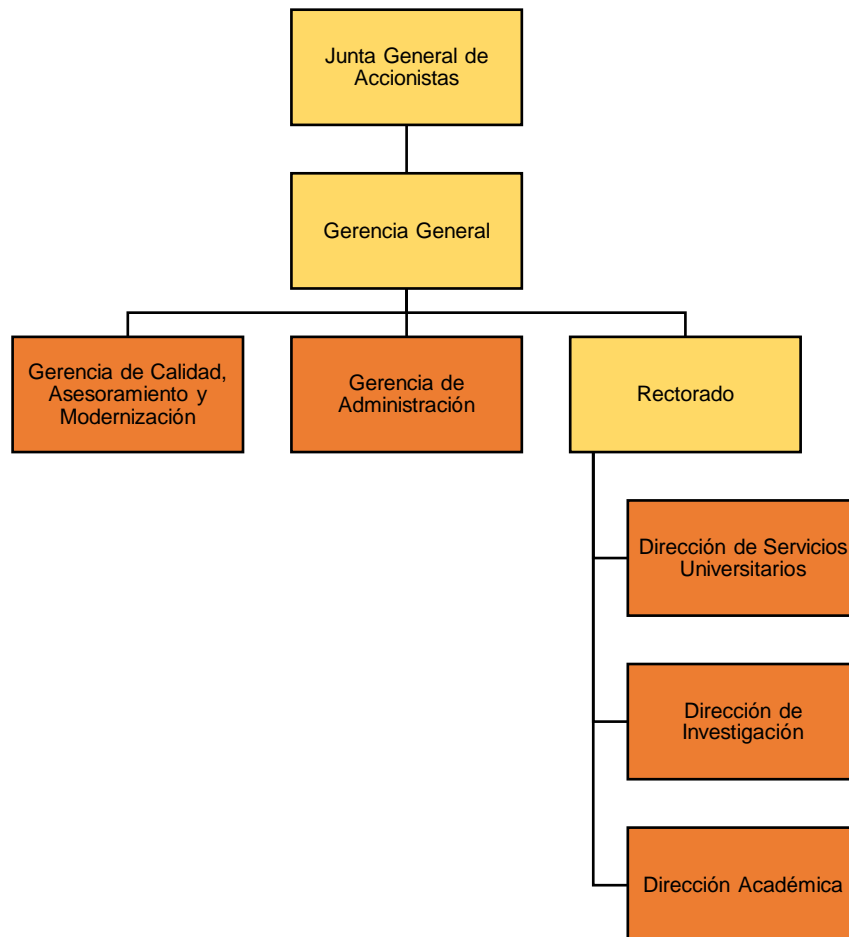 Junta General de
Accionistas
Gerencia General
Gerencia de Calidad,
Asesoramiento y
Modernización
Gerencia de
Administración
Rectorado
Dirección de Servicios
Universitarios
Dirección de
Investigación
Dirección Académica